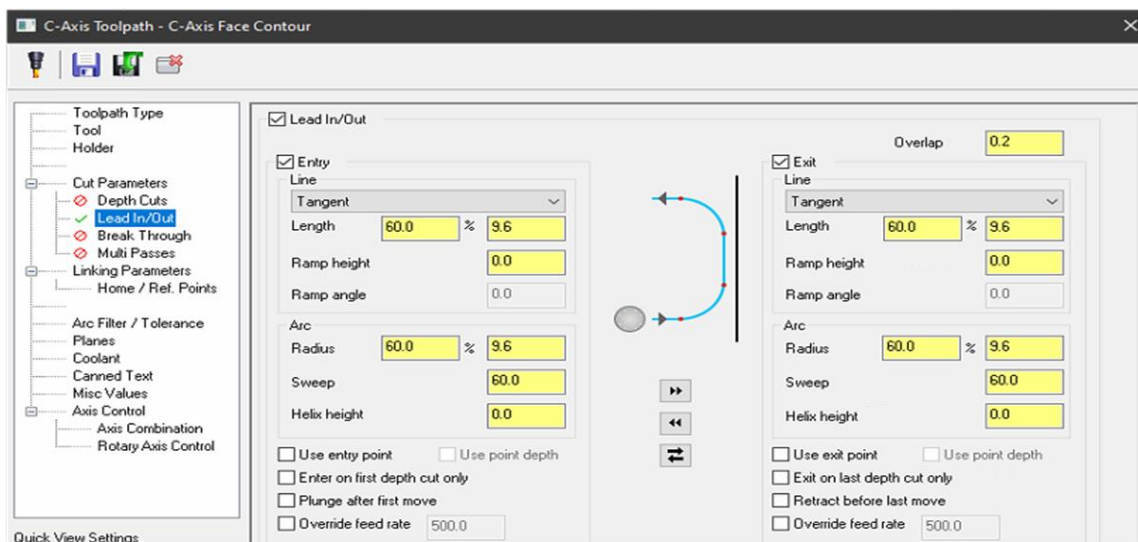 C-Axis Toolpath - C-Axis Face Contour
Toolpath Type
Tool
Holder
Cut Parameters
Depth Cuts
Lead In/Out
Break Through
Multi Passes
Linking Parameters
Home / Ref. Points
Arc Filter / Tolerance
Planes
Coolant
Canned Text
Misc Values
Axis Control
Axis Combination
Rotary Axis Control
Quick View Settings
Lead In/Out
Overlap 0.2
Entry
Line
Tangent
Length 60.0 % 9.6
Ramp height 0.0
Ramp angle 0.0
Arc
Radius 60.0 % 9.6
Sweep 60.0
Helix height 0.0
Use entry point Use point depth
Enter on first depth cut only
Plunge after first move
Override feed rate 500.0
Exit
Line
Tangent
Length 60.0 % 9.6
Ramp height 0.0
Ramp angle 0.0
Arc
Radius 60.0 % 9.6
Sweep 60.0
Helix height 0.0
Use exit point Use point depth
Exit on last depth cut only
Retract before last move
Override feed rate 500.0